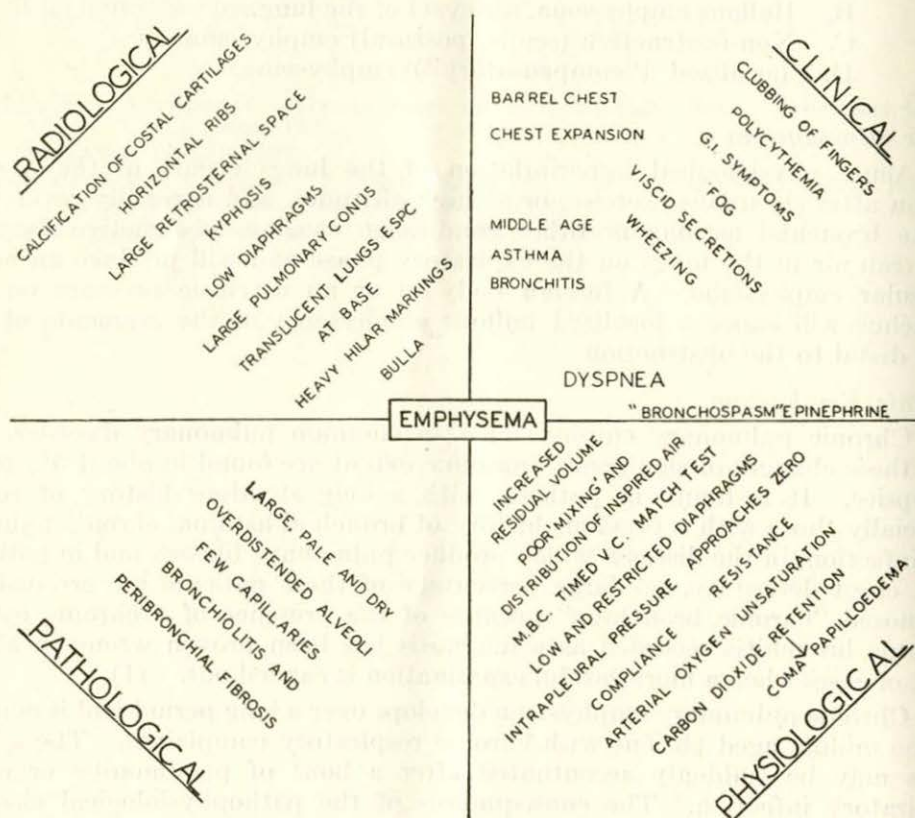 RADIOLOGICAL
CALCIFICATION OF COSTAL CARTILAGES
HORIZONTAL RIBS
LARGE RETROSTERNAL SPACE
KYPHOSIS
LOW DIAPHRAGMS
LARGE PULMONARY CONUS
TRANSLUCENT LUNGS ESPC
AT BASE
HEAVY HILAR MARKINGS
BULLA
CLINICAL
CLUBBING OF FINGERS
POLYCYTHEMIA
G.I. SYMPTOMS
FOG
VISCID SECRETIONS
WHEEZING
BARREL CHEST
CHEST EXPANSION
MIDDLE AGE
ASTHMA
BRONCHITIS
DYSPNEA
"BRONCHOSPASM" EPINEPHRINE
EMPHYSEMA
PATHOLOGICAL
LARGE, PALE AND DRY
OVERDISTENDED ALVEOLI
FEW CAPILLARIES
BRONCHIOLITIS AND
PERIBRONCHIAL FIBROSIS
PHYSIOLOGICAL
INCREASED
RESIDUAL VOLUME
POOR "MIXING" AND
DISTRIBUTION OF INSPIRED AIR
M.B.C. TIMED V.C. MATCH TEST
LOW AND RESTRICTED DIAPHRAGMS
INTRAPLEURAL PRESSURE APPROACHES ZERO
COMPLIANCE RESISTANCE
ARTERIAL OXYGEN UNSATURATION
CARBON DIOXIDE RETENTION
COMA PAPILLOEDEMA